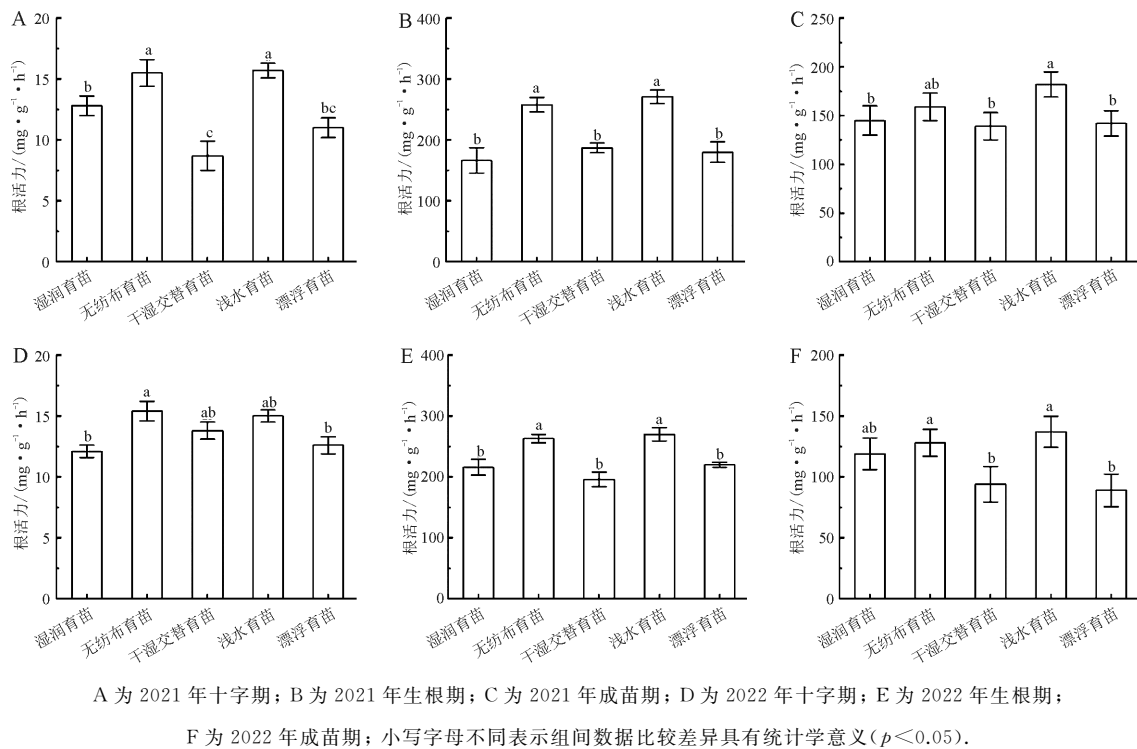 A
根活力/(mg·g⁻¹·h⁻¹)
20
15
10
5
0
b
a
c
a
bc
湿润育苗
无纺布育苗
干湿交替育苗
浅水育苗
漂浮育苗
B
根活力/(mg·g⁻¹·h⁻¹)
400
300
200
100
0
b
a
b
a
b
湿润育苗
无纺布育苗
干湿交替育苗
浅水育苗
漂浮育苗
C
根活力/(mg·g⁻¹·h⁻¹)
250
200
150
100
50
0
b
ab
b
a
b
湿润育苗
无纺布育苗
干湿交替育苗
浅水育苗
漂浮育苗
D
根活力/(mg·g⁻¹·h⁻¹)
20
15
10
5
0
b
a
ab
ab
b
湿润育苗
无纺布育苗
干湿交替育苗
浅水育苗
漂浮育苗
E
根活力/(mg·g⁻¹·h⁻¹)
400
300
200
100
0
b
a
b
a
b
湿润育苗
无纺布育苗
干湿交替育苗
浅水育苗
漂浮育苗
F
根活力/(mg·g⁻¹·h⁻¹)
200
150
100
50
0
ab
a
b
a
b
湿润育苗
无纺布育苗
干湿交替育苗
浅水育苗
漂浮育苗
A 为 2021 年十字期；B 为 2021 年生根期；C 为 2021 年成苗期；D 为 2022 年十字期；E 为 2022 年生根期；
F 为 2022 年成苗期；小写字母不同表示组间数据比较差异具有统计学意义(p＜0.05).